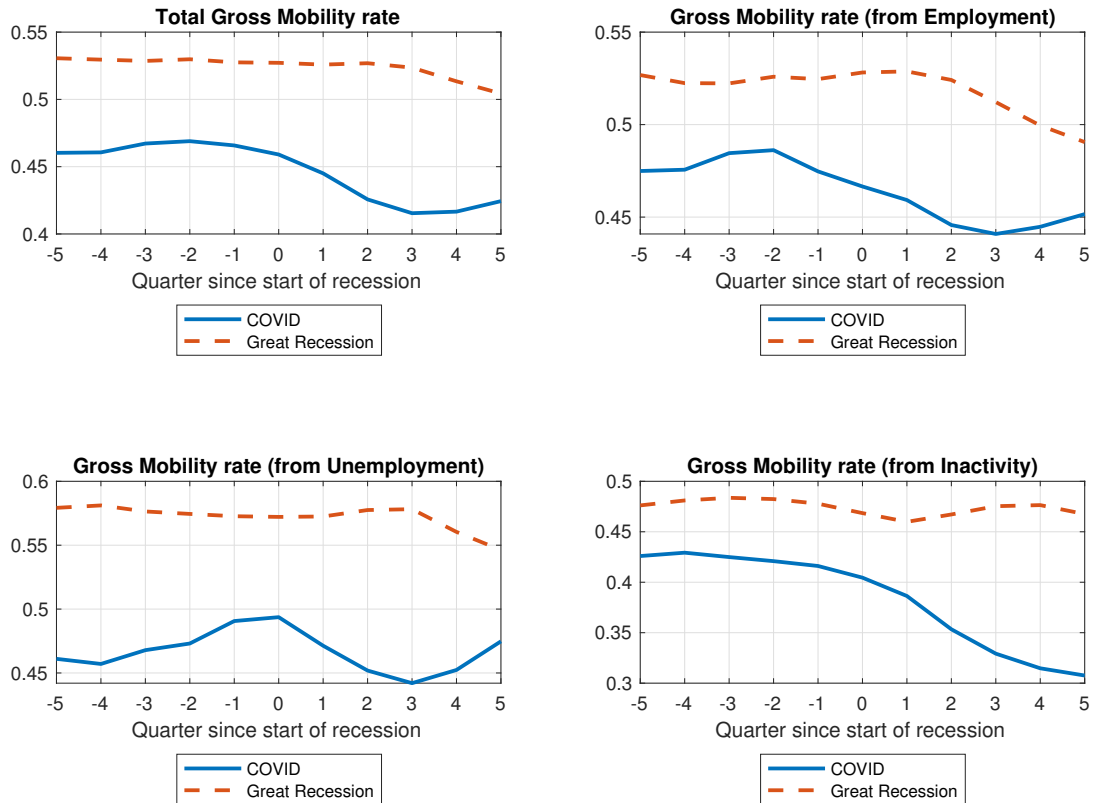 Total Gross Mobility rate
0.55
0.5
0.45
0.4
-5 -4 -3 -2 -1 0 1 2 3 4 5
Quarter since start of recession
COVID
Great Recession
Gross Mobility rate (from Employment)
0.55
0.5
0.45
-5 -4 -3 -2 -1 0 1 2 3 4 5
Quarter since start of recession
COVID
Great Recession
Gross Mobility rate (from Unemployment)
0.6
0.55
0.5
0.45
-5 -4 -3 -2 -1 0 1 2 3 4 5
Quarter since start of recession
COVID
Great Recession
Gross Mobility rate (from Inactivity)
0.5
0.45
0.4
0.35
0.3
-5 -4 -3 -2 -1 0 1 2 3 4 5
Quarter since start of recession
COVID
Great Recession